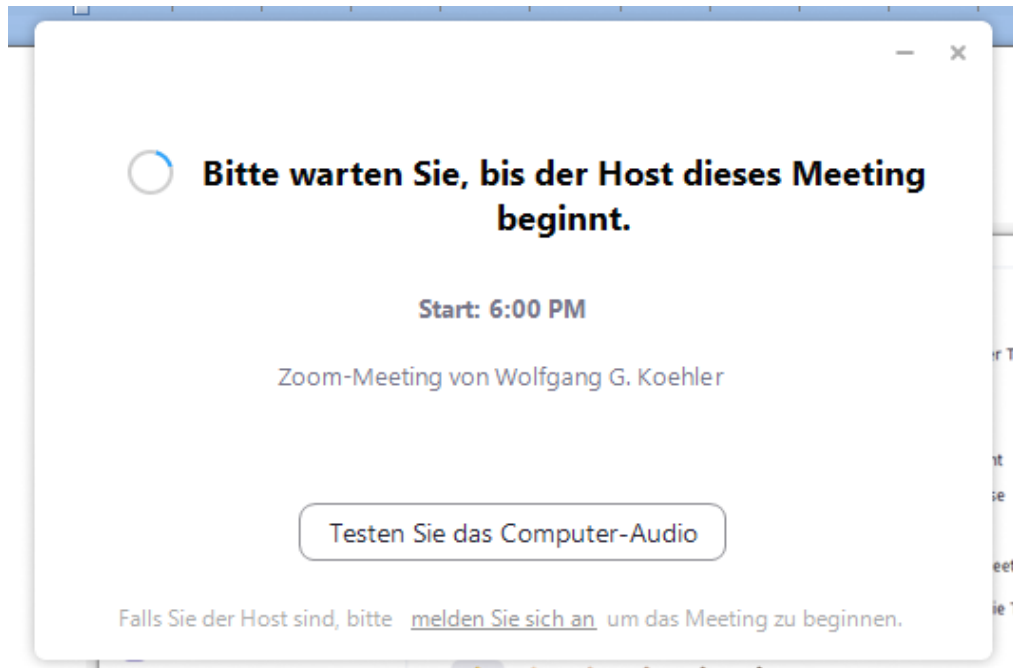 Bitte warten Sie, bis der Host dieses Meeting
beginnt.
Start: 6:00 PM
Zoom-Meeting von Wolfgang G. Koehler
Testen Sie das Computer-Audio
Falls Sie der Host sind, bitte melden Sie sich an um das Meeting zu beginnen.